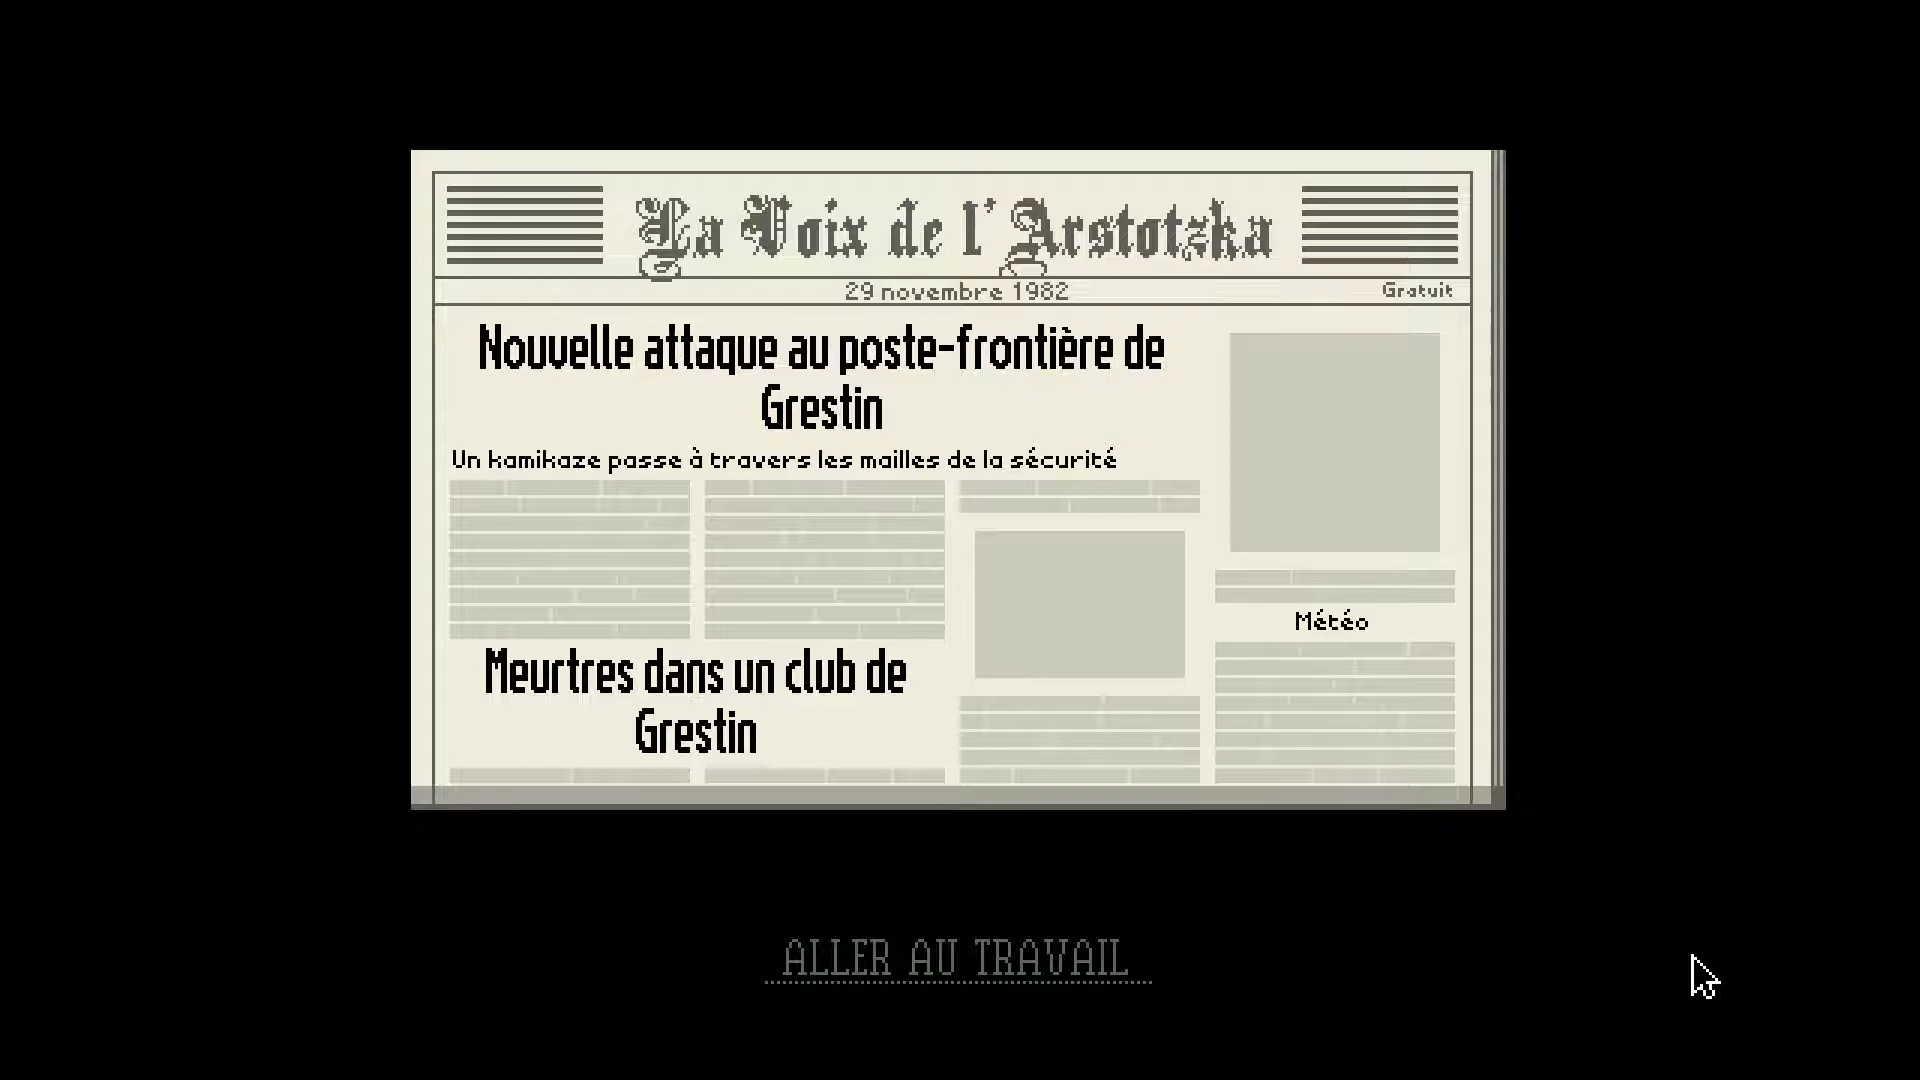 La Voix de l'Arstotzka
29 novembre 1982
Gratuit
Nouvelle attaque au poste-frontière de
Grestin
Un kamikaze passe à travers les mailles de la sécurité
Météo
Meurtres dans un club de
Grestin
ALLER AU TRAVAIL